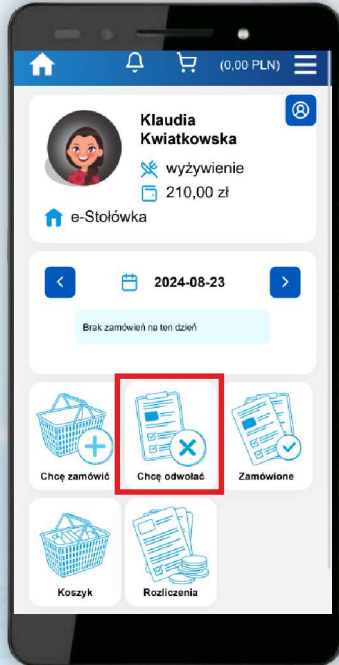 (0,00 PLN)
Klaudia
Kwiatkowska
wyżywienie
210,00 zł
e-Stołówka
2024-08-23
Brak zamówień na ten dzień
Chcę zamówić
Chcę odwołać
Zamówione
Koszyk
Rozliczenia